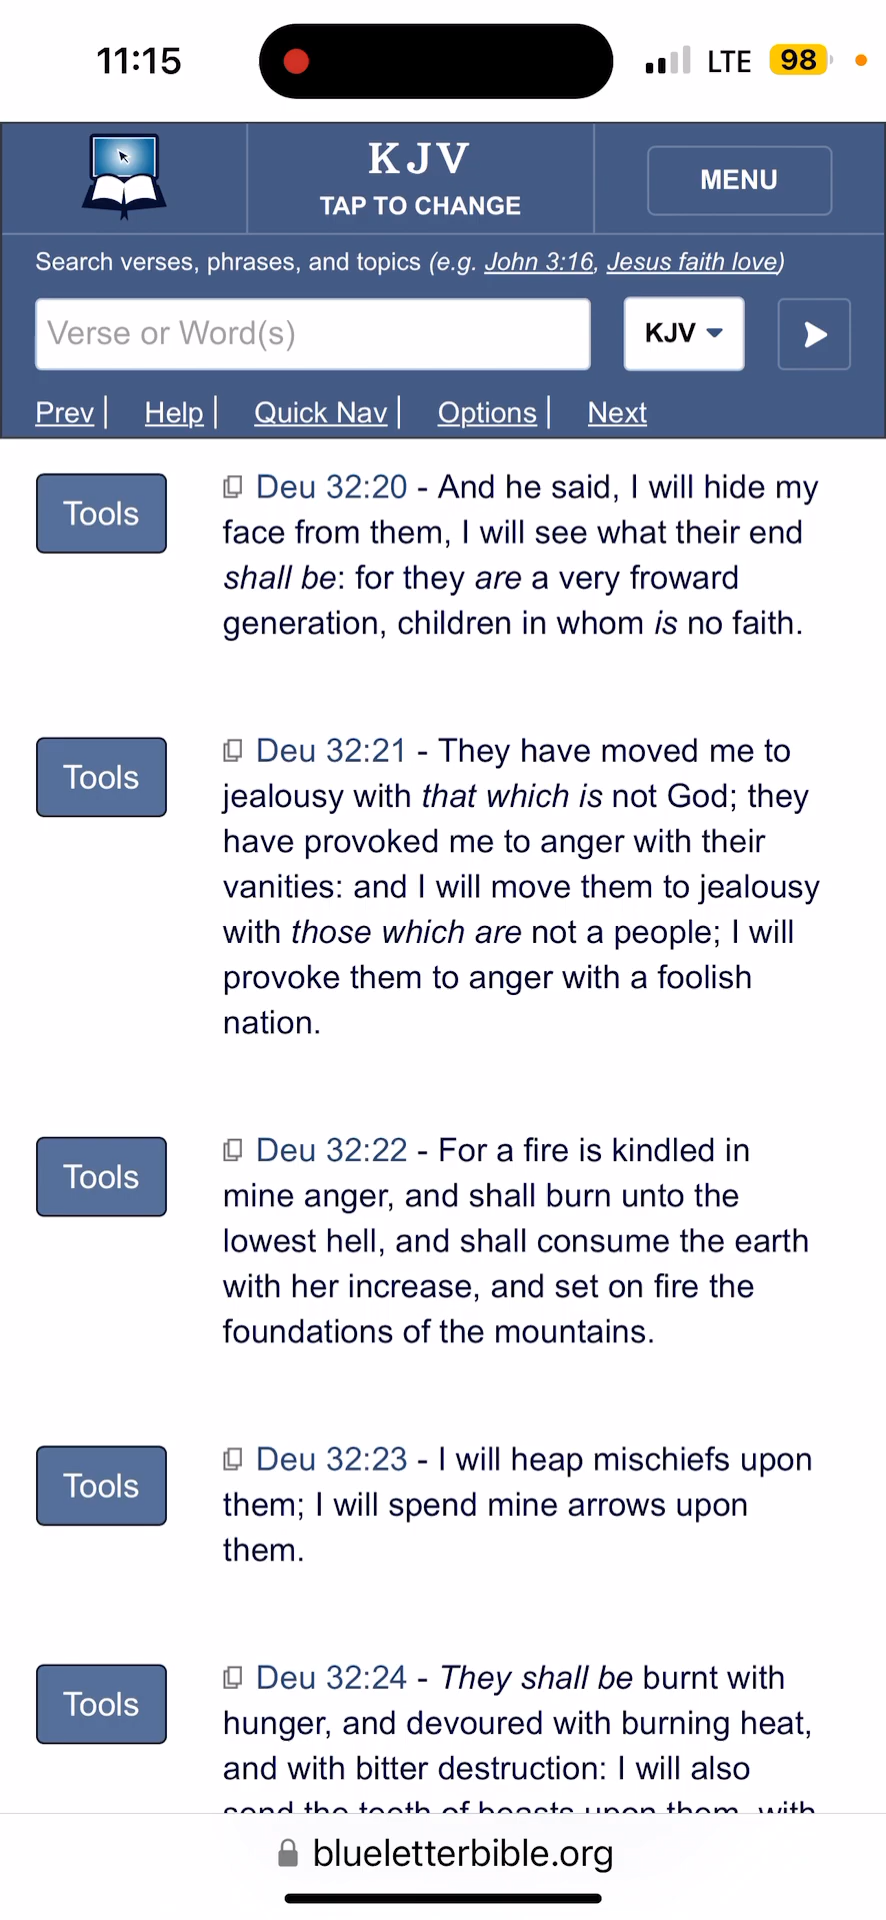 11:15 LTE 98
KJV
TAP TO CHANGE
MENU
Search verses, phrases, and topics (e.g. John 3:16, Jesus faith love)
Verse or Word(s)
KJV
Prev | Help | Quick Nav | Options | Next
Tools
Deu 32:20 - And he said, I will hide my
face from them, I will see what their end
shall be: for they are a very froward
generation, children in whom is no faith.
Tools
Deu 32:21 - They have moved me to
jealousy with that which is not God; they
have provoked me to anger with their
vanities: and I will move them to jealousy
with those which are not a people; I will
provoke them to anger with a foolish
nation.
Tools
Deu 32:22 - For a fire is kindled in
mine anger, and shall burn unto the
lowest hell, and shall consume the earth
with her increase, and set on fire the
foundations of the mountains.
Tools
Deu 32:23 - I will heap mischiefs upon
them; I will spend mine arrows upon
them.
Tools
Deu 32:24 - They shall be burnt with
hunger, and devoured with burning heat,
and with bitter destruction: I will also
send the teeth of beasts upon them, with
blueletterbible.org